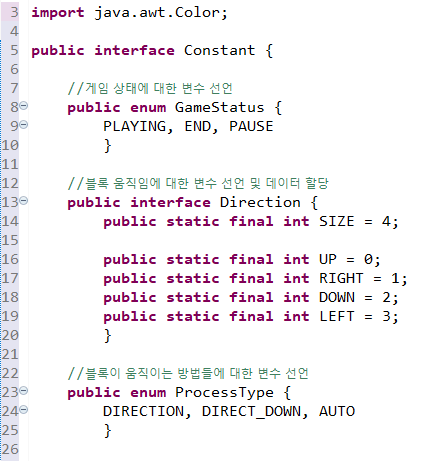 3 import java.awt.Color;
4
5 public interface Constant {
6
7 //게임 상태에 대한 변수 선언
8 public enum GameStatus {
9 PLAYING, END, PAUSE
10 }
11
12 //블록 움직임에 대한 변수 선언 및 데이터 할당
13 public interface Direction {
14 public static final int SIZE = 4;
15
16 public static final int UP = 0;
17 public static final int RIGHT = 1;
18 public static final int DOWN = 2;
19 public static final int LEFT = 3;
20 }
21
22 //블록이 움직이는 방법들에 대한 변수 선언
23 public enum ProcessType {
24 DIRECTION, DIRECT_DOWN, AUTO
25 }
26